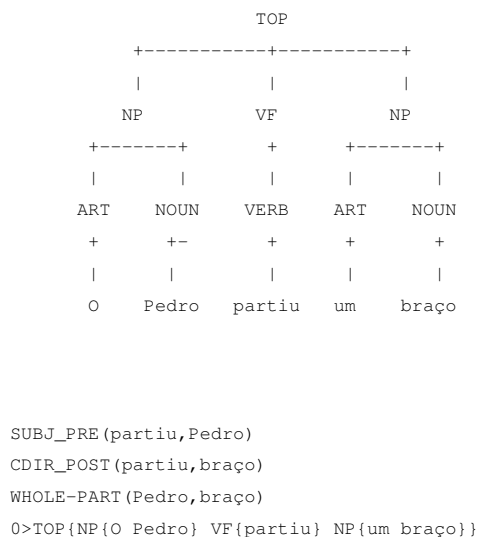 TOP
+-----------+-----------+
| | |
NP VF NP
+-------+ + +-------+
| | | | |
ART NOUN VERB ART NOUN
+ +- + + +
| | | | |
O Pedro partiu um braço
SUBJ_PRE(partiu,Pedro)
CDIR_POST(partiu,braço)
WHOLE-PART(Pedro,braço)
0>TOP{NP{O Pedro} VF{partiu} NP{um braço}}